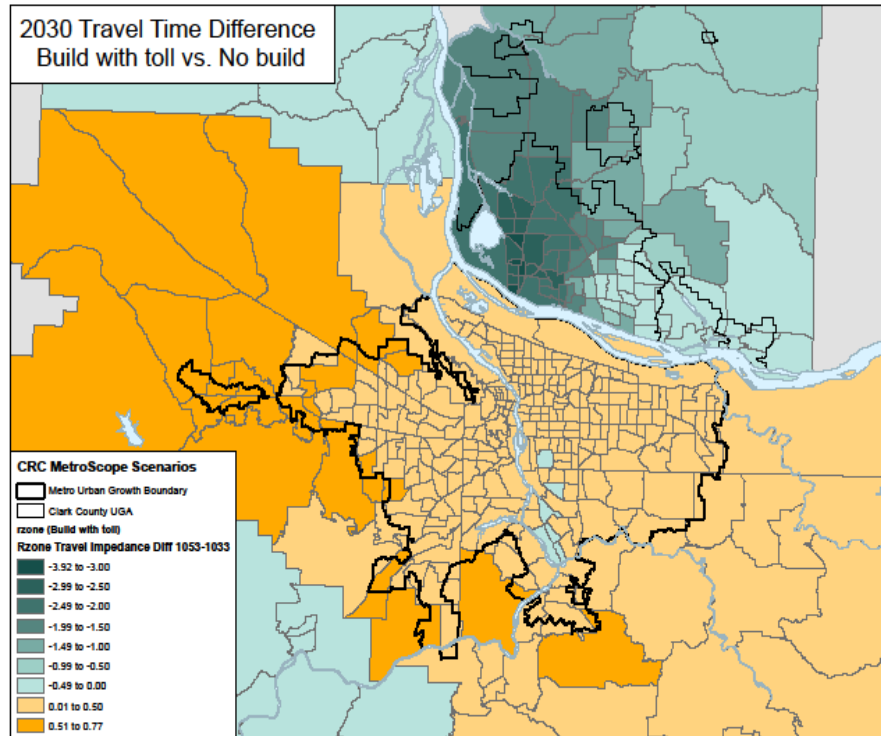 2030 Travel Time Difference
Build with toll vs. No build
CRC MetroScope Scenarios
Metro Urban Growth Boundary
Clark County UGA
rzone (Build with toll)
Rzone Travel Impedance Diff 1053-1033
-3.92 to -3.00
-2.99 to -2.50
-2.49 to -2.00
-1.99 to -1.50
-1.49 to -1.00
-0.99 to -0.50
-0.49 to 0.00
0.01 to 0.50
0.51 to 0.77